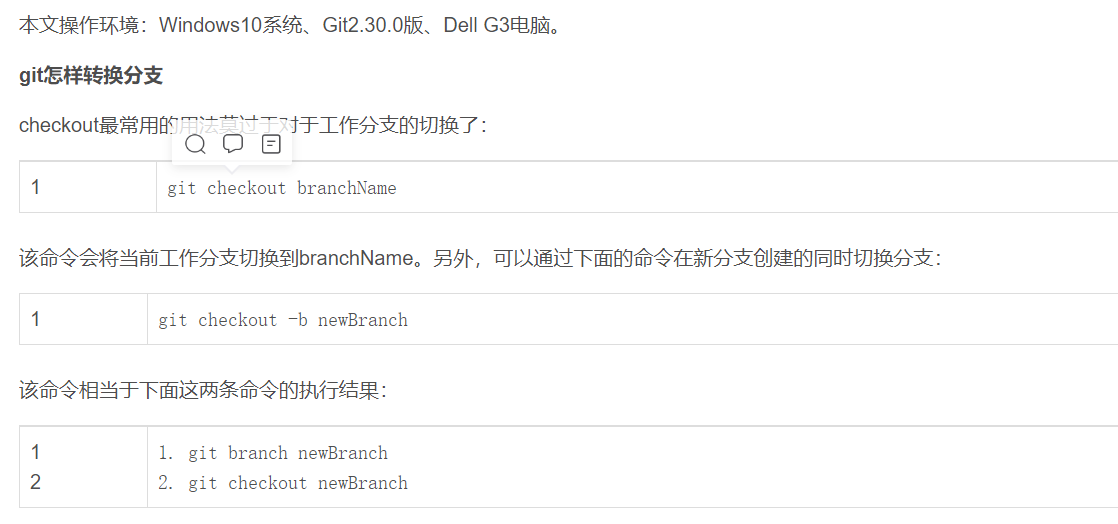 本文操作环境：Windows10系统、Git2.30.0版、Dell G3电脑。
git怎样转换分支
checkout最常用的用法莫过于对于工作分支的切换了：
1 git checkout branchName
该命令会将当前工作分支切换到branchName。另外，可以通过下面的命令在新分支创建的同时切换分支：
1 git checkout -b newBranch
该命令相当于下面这两条命令的执行结果：
1 1. git branch newBranch
2 2. git checkout newBranch